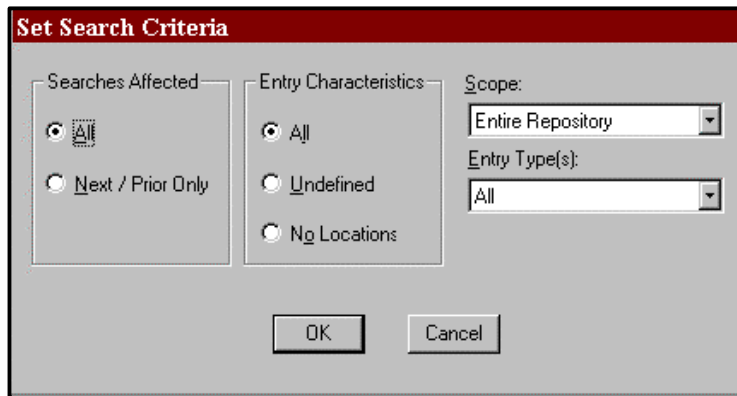 Set Search Criteria
Searches Affected
All
Next / Prior Only
Entry Characteristics
All
Undefined
No Locations
Scope:
Entire Repository
Entry Type(s):
All
OK
Cancel